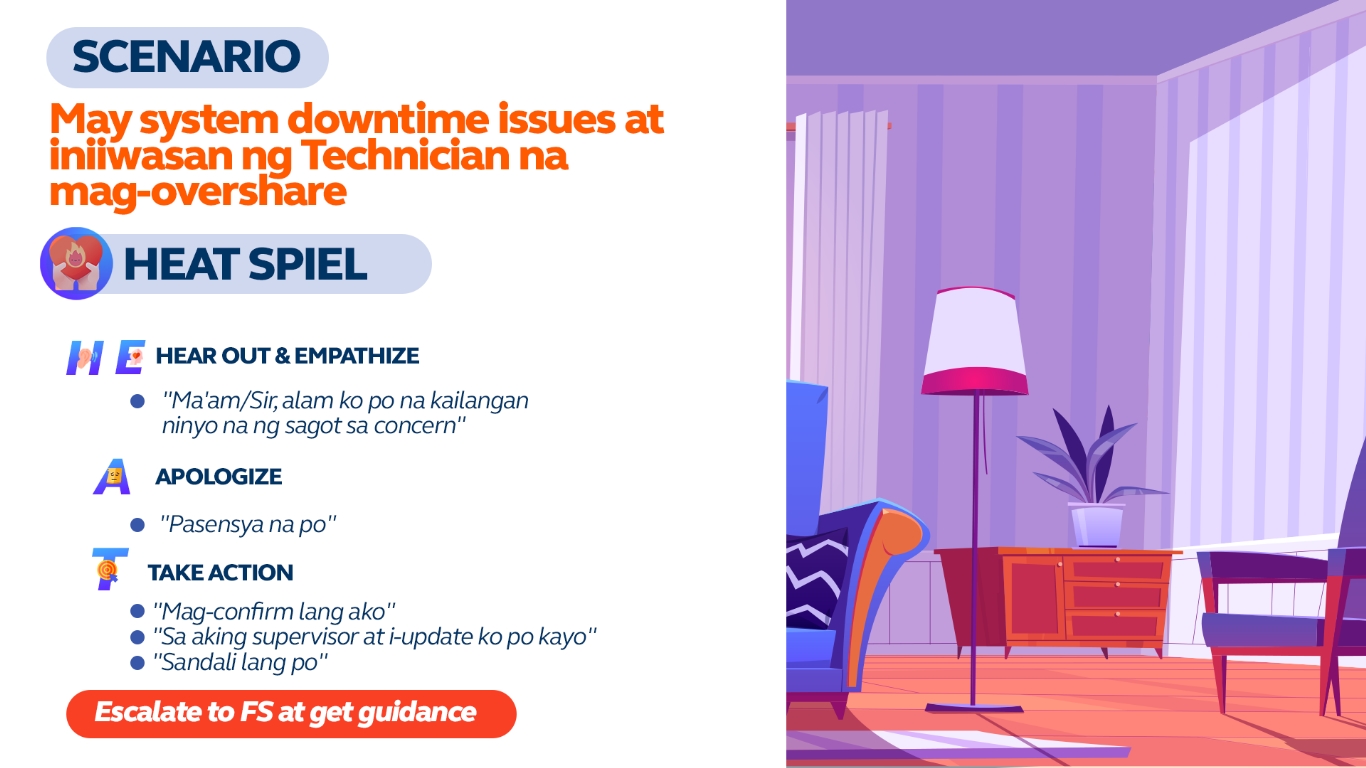 SCENARIO
May system downtime issues at
iniiwasan ng Technician na
mag-overshare
HEAT SPIEL
H E HEAR OUT & EMPATHIZE
"Ma'am/Sir, alam ko po na kailangan
ninyo na ng sagot sa concern"
A APOLOGIZE
"Pasensya na po"
T TAKE ACTION
"Mag-confirm lang ako"
"Sa aking supervisor at i-update ko po kayo"
"Sandali lang po"
Escalate to FS at get guidance